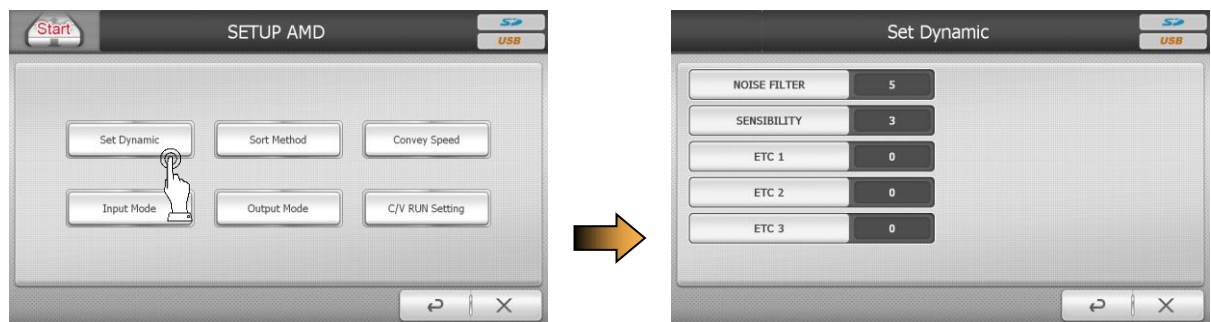 Start
SETUP AMD
SD
USB
Set Dynamic
Sort Method
Convey Speed
Input Mode
Output Mode
C/V RUN Setting
Set Dynamic
SD
USB
NOISE FILTER 5
SENSIBILITY 3
ETC 1 0
ETC 2 0
ETC 3 0